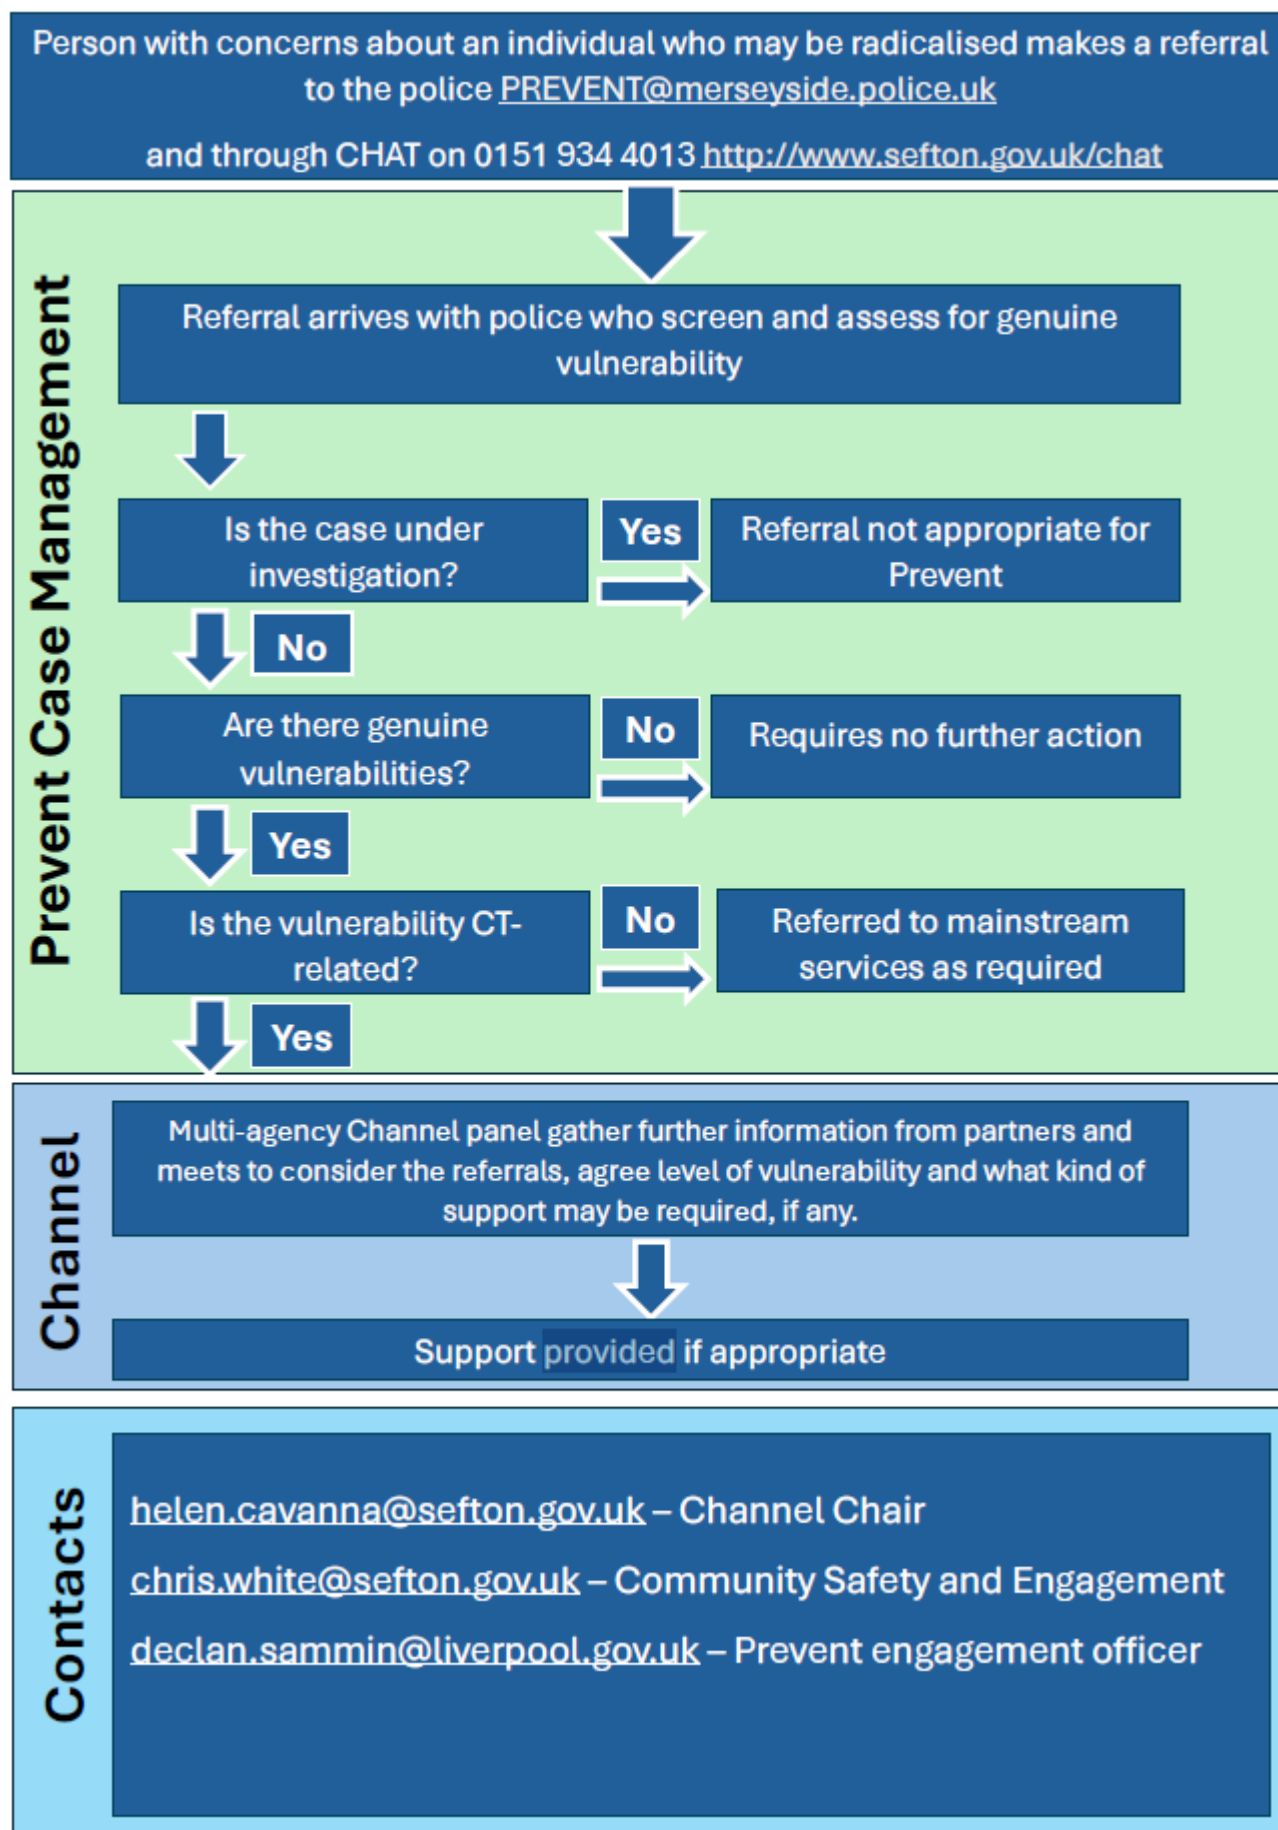 Person with concerns about an individual who may be radicalised makes a referral
to the police PREVENT@merseyside.police.uk
and through CHAT on 0151 934 4013 http://www.sefton.gov.uk/chat
Prevent Case Management
Referral arrives with police who screen and assess for genuine
vulnerability
Is the case under
investigation?
Yes
Referral not appropriate for
Prevent
No
Are there genuine
vulnerabilities?
No
Requires no further action
Yes
Is the vulnerability CT-
related?
No
Referred to mainstream
services as required
Yes
Channel
Multi-agency Channel panel gather further information from partners and
meets to consider the referrals, agree level of vulnerability and what kind of
support may be required, if any.
Support provided if appropriate
Contacts
helen.cavanna@sefton.gov.uk – Channel Chair
chris.white@sefton.gov.uk – Community Safety and Engagement
declan.sammin@liverpool.gov.uk – Prevent engagement officer